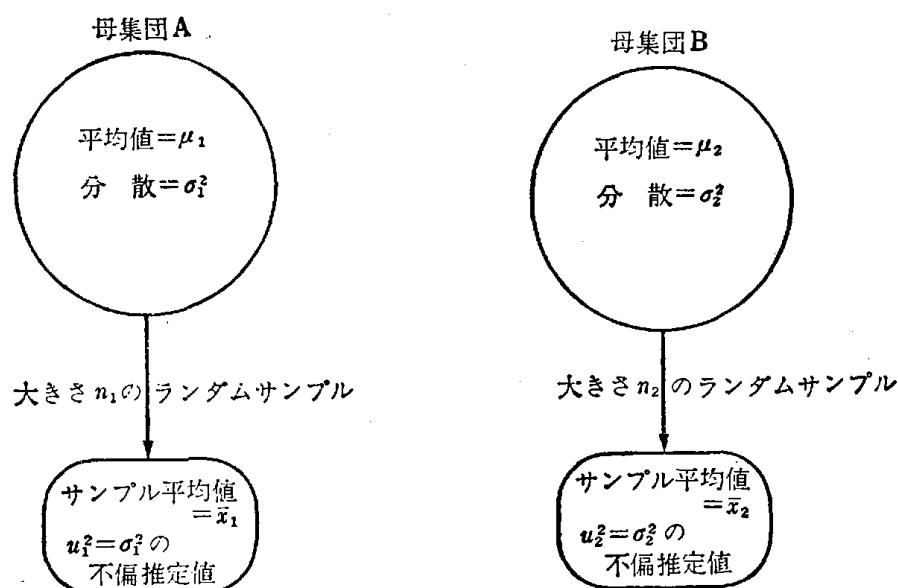 母集団A
平均値=μ₁
分 散=σ₁²
大きさn₁のランダムサンプル
サンプル平均値
=x̄₁
u₁²=σ₁²の
不偏推定値
母集団B
平均値=μ₂
分 散=σ₂²
大きさn₂のランダムサンプル
サンプル平均値
=x̄₂
u₂²=σ₂²の
不偏推定値